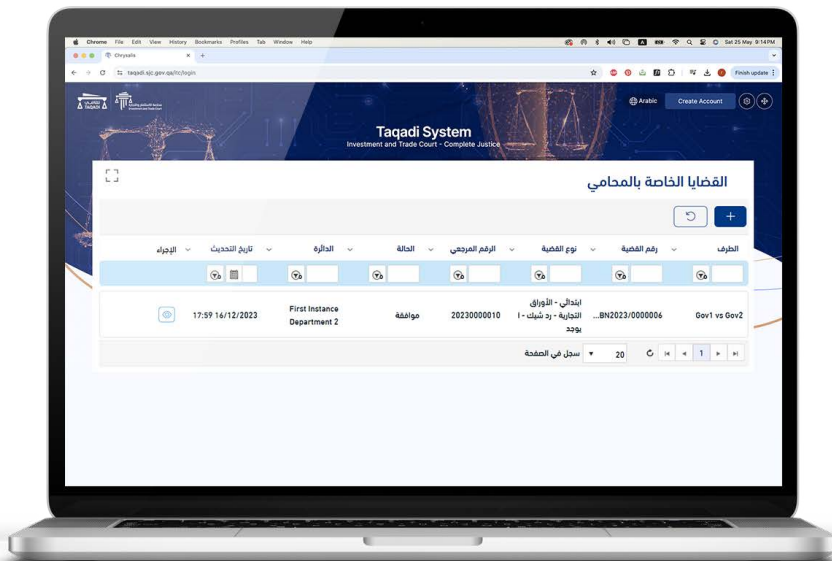 Chrome File Edit View History Bookmarks Profiles Tab Window Help Sat 25 May 9:14 PM
Chrysalis
taqadi.sjc.gov.qa/itc/login Finish update
تقاضي TAQADI
Arabic Create Account
Taqadi System
Investment and Trade Court - Complete Justice
القضايا الخاصة بالمحامي
الطرف رقم القضية نوع القضية الرقم المرجعي الحالة الدائرة تاريخ التحديث الإجراء
Gov1 vs Gov2 ...BN2023/0000006 ابتدائي - الأوراق التجارية - رد شيك - ا يوجد 20230000010 موافقة First Instance Department 2 17:59 16/12/2023
1 20 سجل في الصفحة